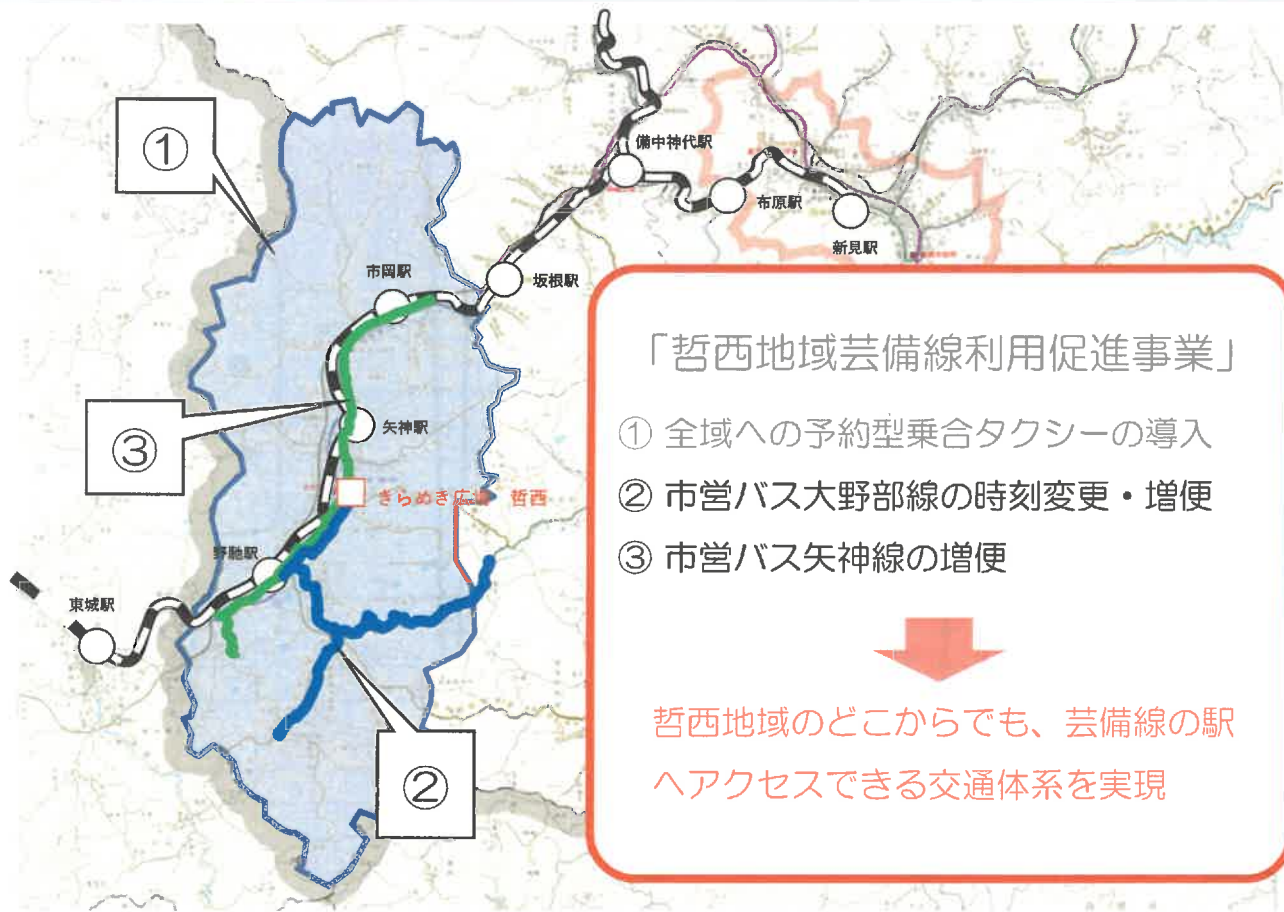 ①
備中神代駅
布原駅
新見駅
市岡駅
坂根駅
③
矢神駅
きらめき広場 哲西
野馳駅
東城駅
②
「哲西地域芸備線利用促進事業」
① 全域への予約型乗合タクシーの導入
② 市営バス大野部線の時刻変更・増便
③ 市営バス矢神線の増便
哲西地域のどこからでも、芸備線の駅
へアクセスできる交通体系を実現